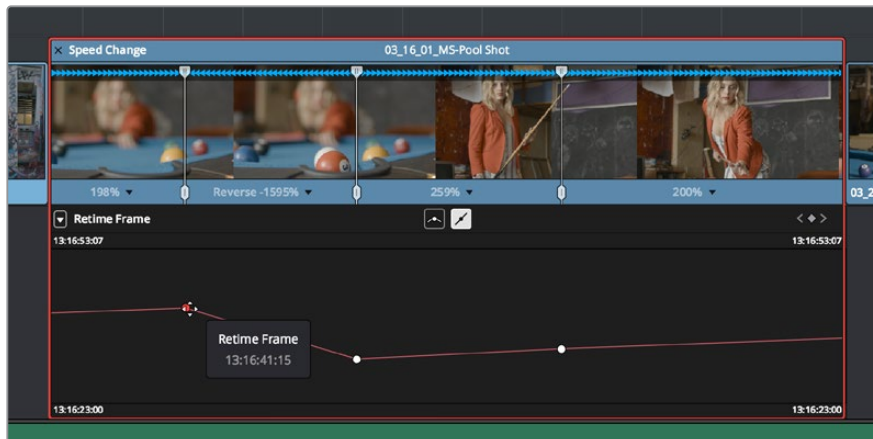 × Speed Change 03_16_01_MS-Pool Shot
198% Reverse -1595% 259% 200% 03_2
Retime Frame
13:16:53:07 13:16:53:07
Retime Frame
13:16:41:15
13:16:23:00 13:16:23:00